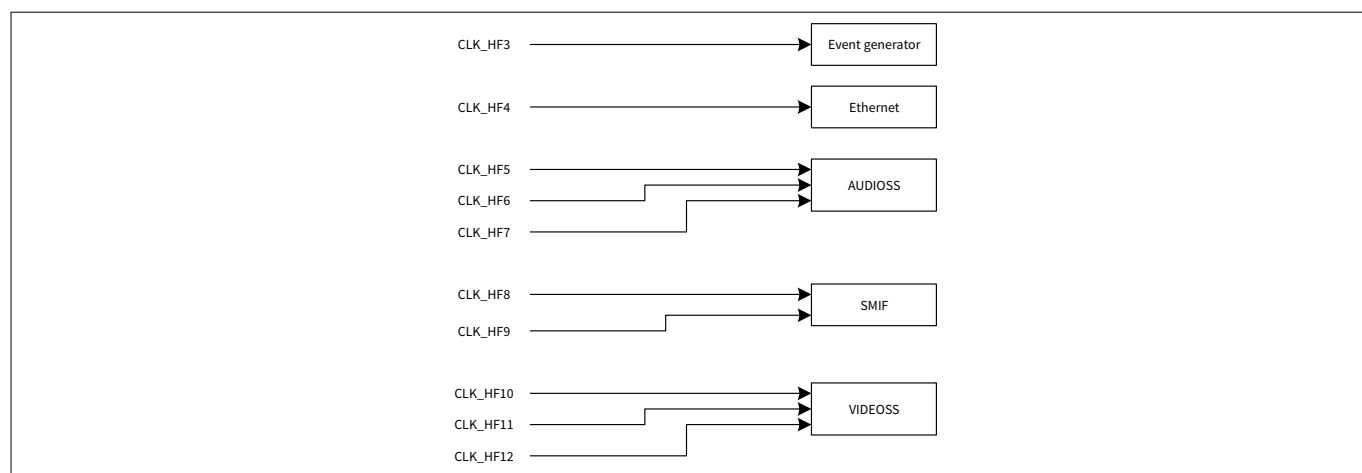 CLK_HF3
Event generator
CLK_HF4
Ethernet
CLK_HF5
AUDIOSS
CLK_HF6
CLK_HF7
CLK_HF8
SMIF
CLK_HF9
CLK_HF10
VIDEOSS
CLK_HF11
CLK_HF12